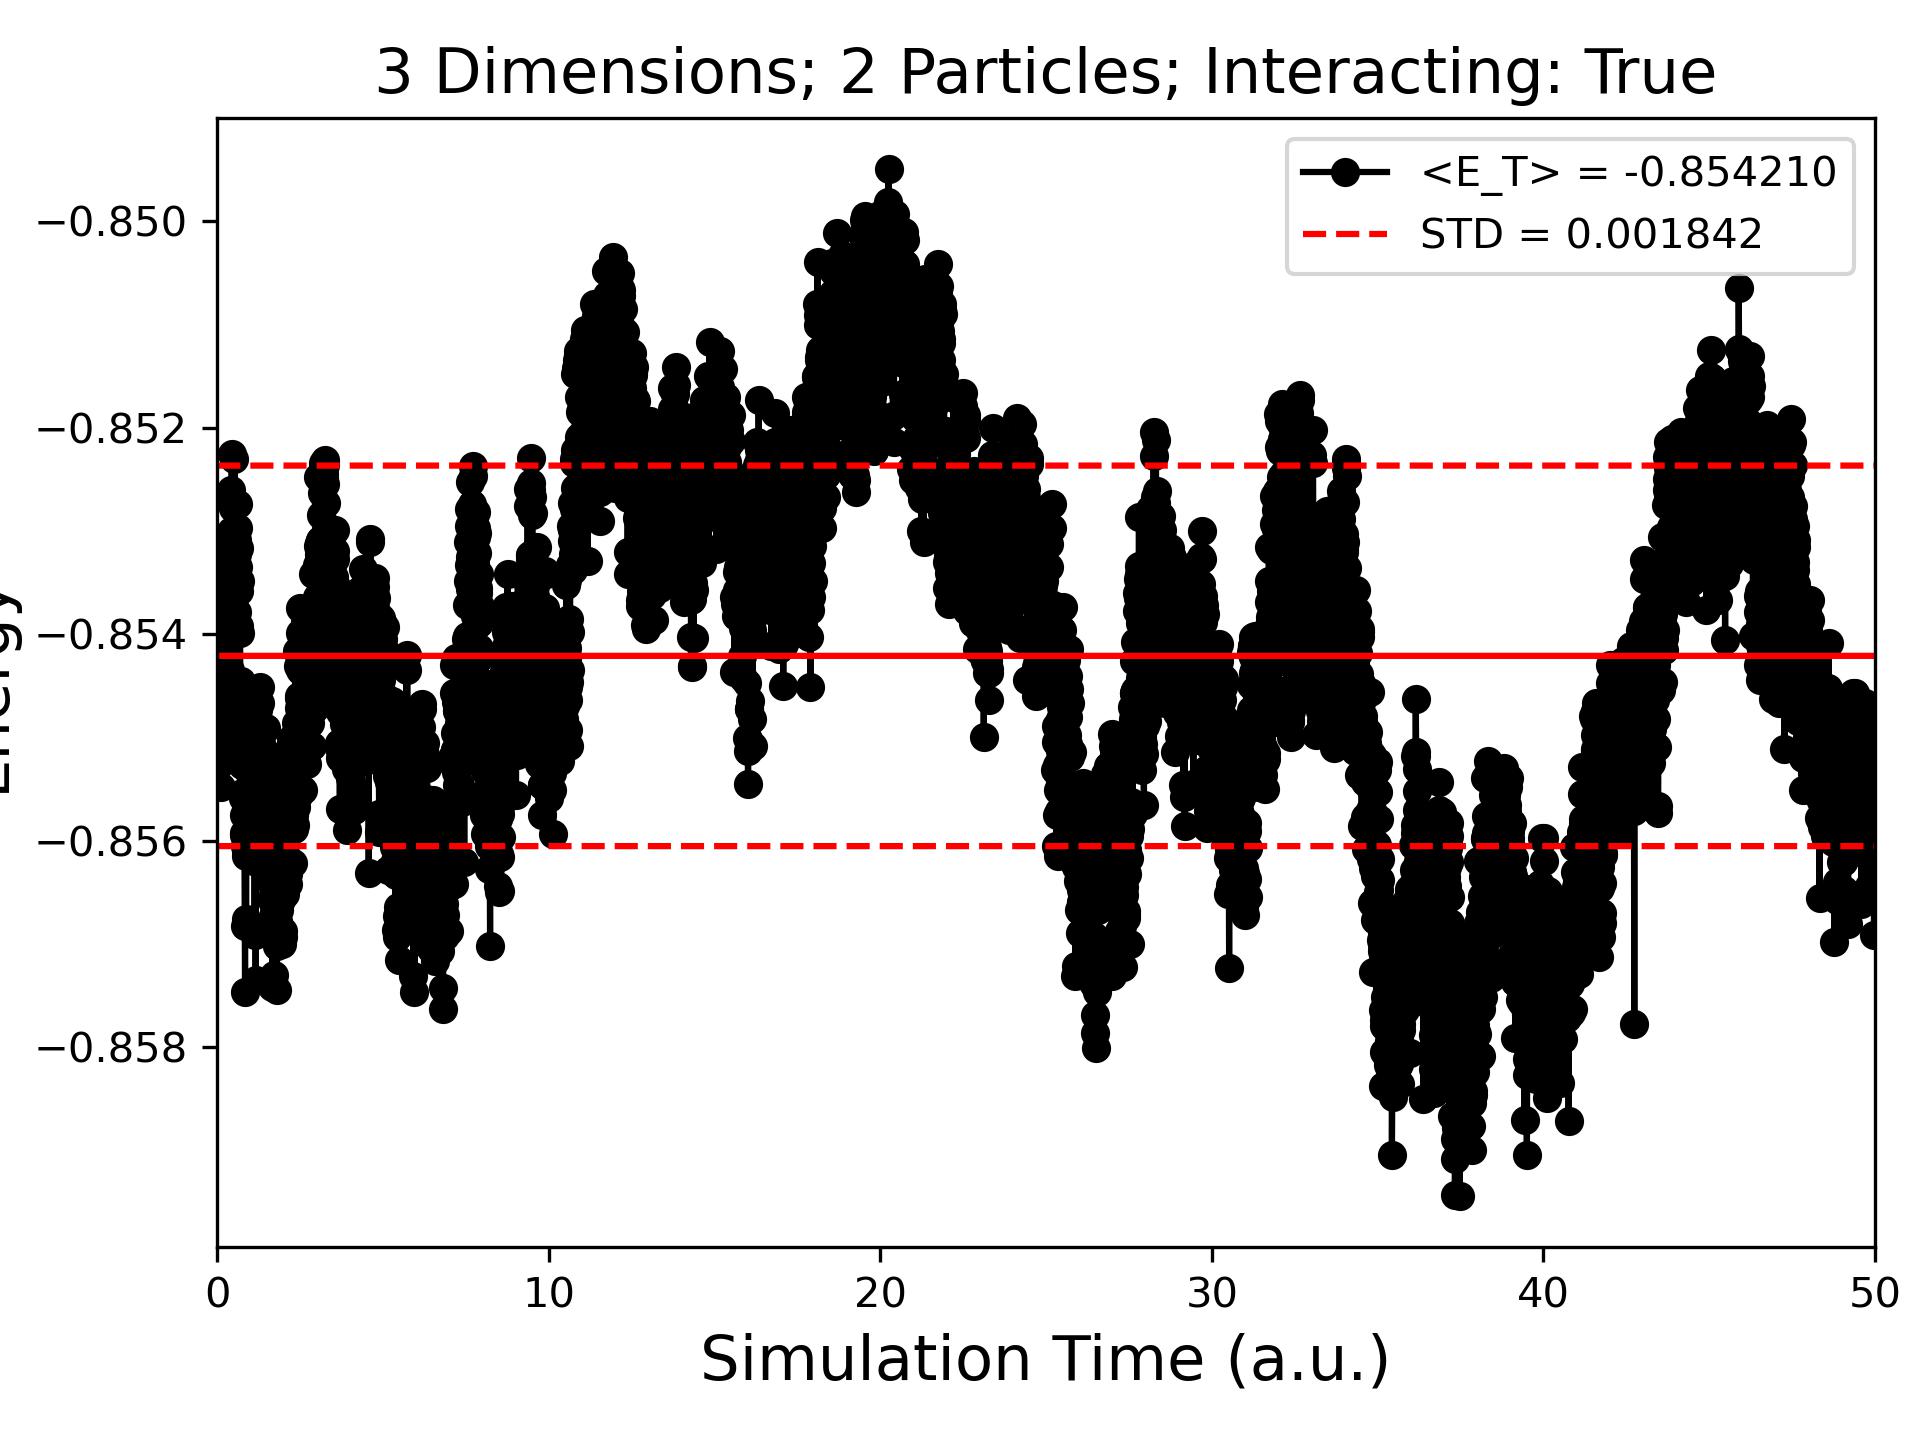 3 Dimensions; 2 Particles; Interacting: True
<E_T> = -0.854210
STD = 0.001842
Energy
−0.850
−0.852
−0.854
−0.856
−0.858
0 10 20 30 40 50
Simulation Time (a.u.)